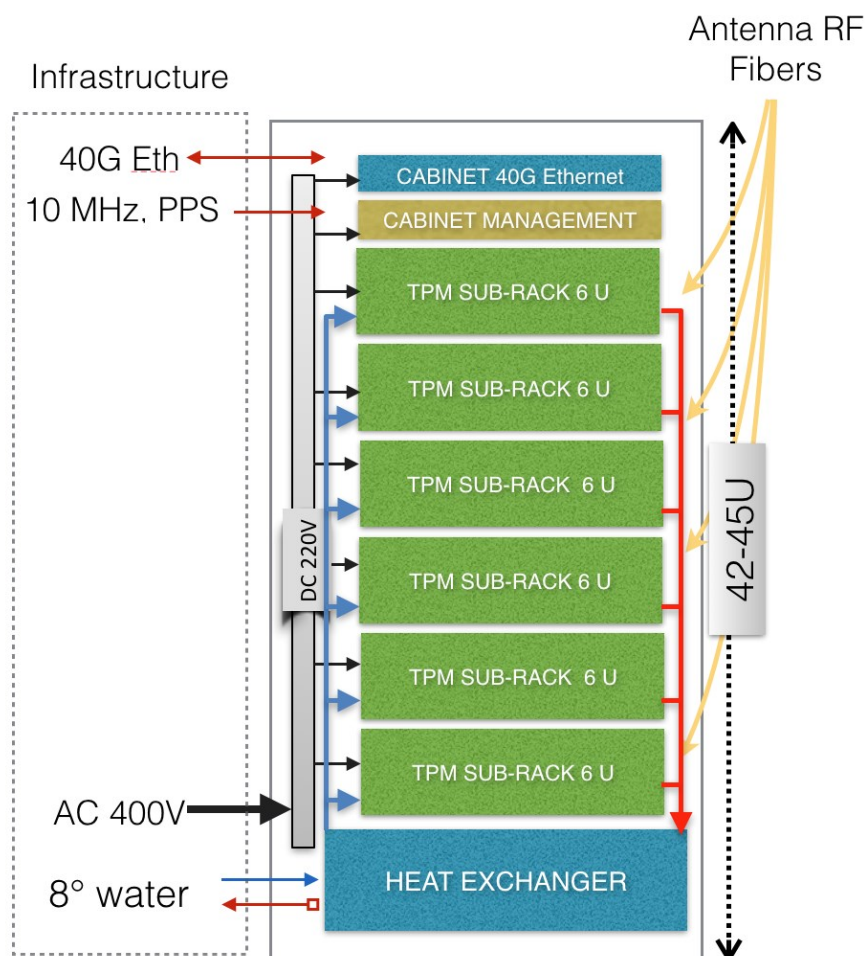 Antenna RF
Fibers
Infrastructure
40G Eth
CABINET 40G Ethernet
10 MHz, PPS
CABINET MANAGEMENT
TPM SUB-RACK 6 U
TPM SUB-RACK 6 U
TPM SUB-RACK 6 U
DC 220V
42-45U
TPM SUB-RACK 6 U
TPM SUB-RACK 6 U
TPM SUB-RACK 6 U
AC 400V
HEAT EXCHANGER
8° water